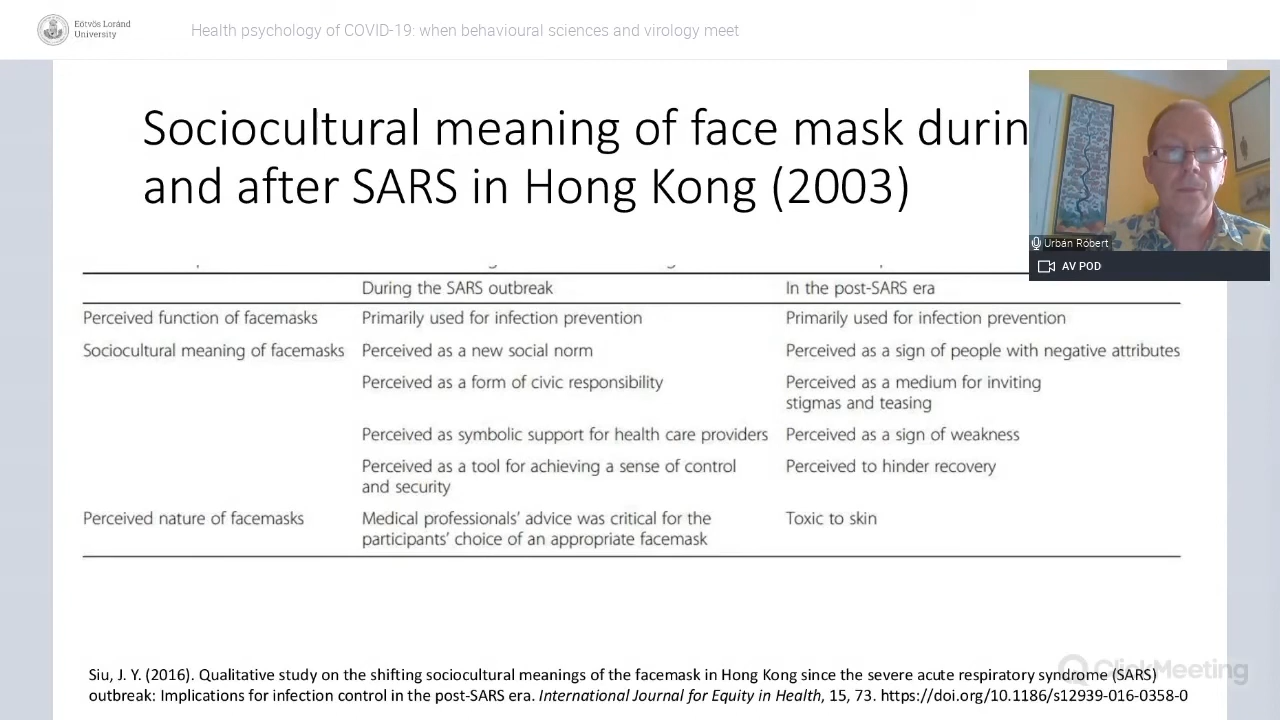 Eötvös Loránd
University
Health psychology of COVID-19: when behavioural sciences and virology meet
Sociocultural meaning of face mask durin
and after SARS in Hong Kong (2003)
Urbán Róbert
AV POD
During the SARS outbreak In the post-SARS era
Perceived function of facemasks Primarily used for infection prevention Primarily used for infection prevention
Sociocultural meaning of facemasks Perceived as a new social norm Perceived as a sign of people with negative attributes
Perceived as a form of civic responsibility Perceived as a medium for inviting
stigmas and teasing
Perceived as symbolic support for health care providers Perceived as a sign of weakness
Perceived as a tool for achieving a sense of control Perceived to hinder recovery
and security
Perceived nature of facemasks Medical professionals' advice was critical for the Toxic to skin
participants' choice of an appropriate facemask
ClickMeeting
Siu, J. Y. (2016). Qualitative study on the shifting sociocultural meanings of the facemask in Hong Kong since the severe acute respiratory syndrome (SARS)
outbreak: Implications for infection control in the post-SARS era. International Journal for Equity in Health, 15, 73. https://doi.org/10.1186/s12939-016-0358-0